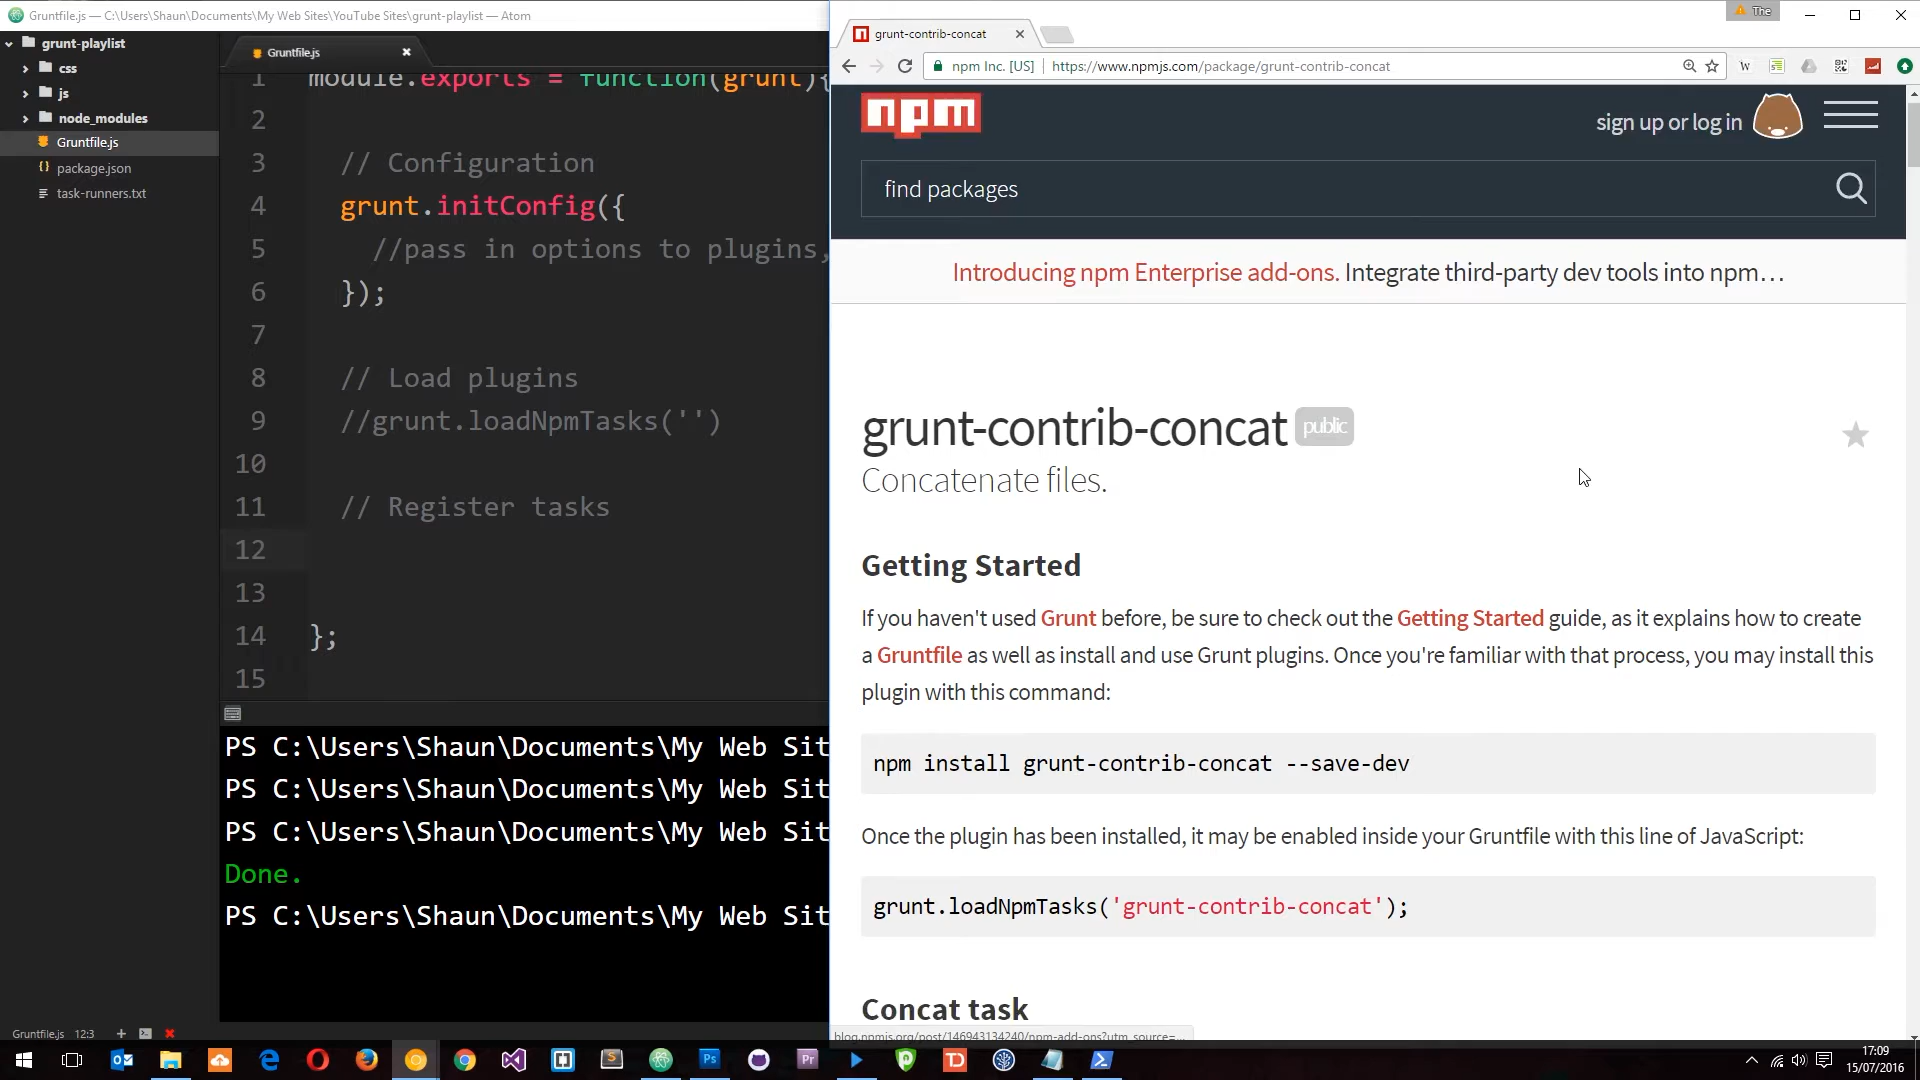 Gruntfile.js — C:\Users\Shaun\Documents\My Web Sites\YouTube Sites\grunt-playlist — Atom
grunt-playlist
css
js
node_modules
Gruntfile.js
package.json
task-runners.txt
Gruntfile.js
1 module.exports = function(grunt){
2
3 // Configuration
4 grunt.initConfig({
5 //pass in options to plugins,
6 });
7
8 // Load plugins
9 //grunt.loadNpmTasks('')
10
11 // Register tasks
12
13
14 };
15
PS C:\Users\Shaun\Documents\My Web Sit
PS C:\Users\Shaun\Documents\My Web Sit
PS C:\Users\Shaun\Documents\My Web Sit
Done.
PS C:\Users\Shaun\Documents\My Web Sit
Gruntfile.js 12:3
The
grunt-contrib-concat
npm Inc. [US] https://www.npmjs.com/package/grunt-contrib-concat
npm
sign up or log in
find packages
Introducing npm Enterprise add-ons. Integrate third-party dev tools into npm…
grunt-contrib-concat public
Concatenate files.
Getting Started
If you haven't used Grunt before, be sure to check out the Getting Started guide, as it explains how to create
a Gruntfile as well as install and use Grunt plugins. Once you're familiar with that process, you may install this
plugin with this command:
npm install grunt-contrib-concat --save-dev
Once the plugin has been installed, it may be enabled inside your Gruntfile with this line of JavaScript:
grunt.loadNpmTasks('grunt-contrib-concat');
Concat task
blog.npmjs.org/post/146943134240/npm-add-ons?utm_source=...
17:09
15/07/2016